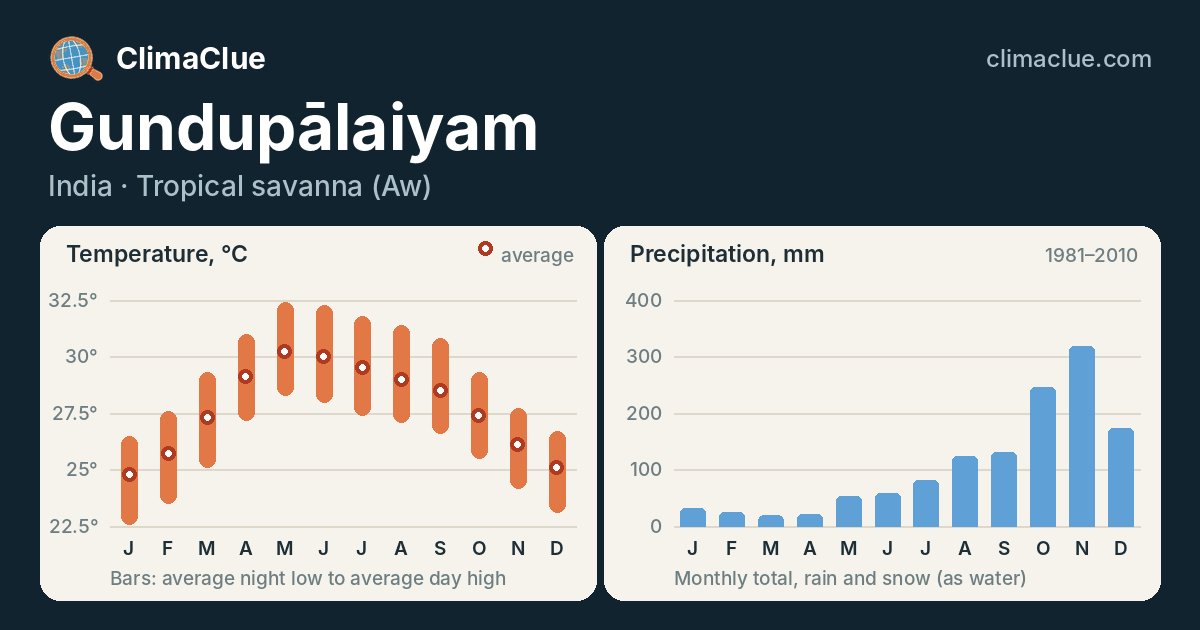 ClimaClue
climaclue.com
Gundupālaiyam
India · Tropical savanna (Aw)
Temperature, °C
average
32.5°
30°
27.5°
25°
22.5°
J F M A M J J A S O N D
Bars: average night low to average day high
Precipitation, mm
1981–2010
400
300
200
100
0
J F M A M J J A S O N D
Monthly total, rain and snow (as water)